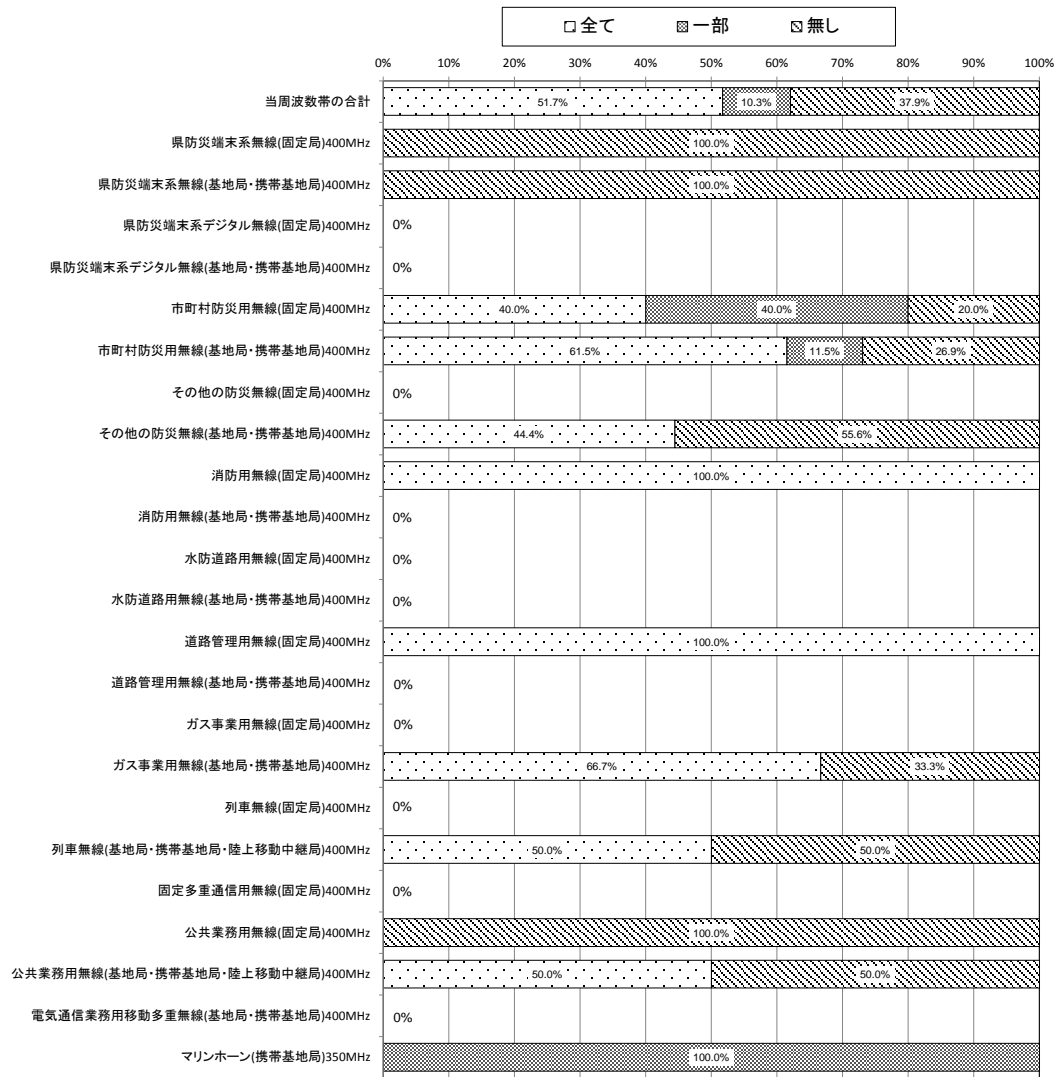 全て 一部 無し
0% 10% 20% 30% 40% 50% 60% 70% 80% 90% 100%
当周波数帯の合計 51.7% 10.3% 37.9%
県防災端末系無線(固定局)400MHz 100.0%
県防災端末系無線(基地局・携帯基地局)400MHz 100.0%
県防災端末系デジタル無線(固定局)400MHz 0%
県防災端末系デジタル無線(基地局・携帯基地局)400MHz 0%
市町村防災用無線(固定局)400MHz 40.0% 40.0% 20.0%
市町村防災用無線(基地局・携帯基地局)400MHz 61.5% 11.5% 26.9%
その他の防災無線(固定局)400MHz 0%
その他の防災無線(基地局・携帯基地局)400MHz 44.4% 55.6%
消防用無線(固定局)400MHz 100.0%
消防用無線(基地局・携帯基地局)400MHz 0%
水防道路用無線(固定局)400MHz 0%
水防道路用無線(基地局・携帯基地局)400MHz 0%
道路管理用無線(固定局)400MHz 100.0%
道路管理用無線(基地局・携帯基地局)400MHz 0%
ガス事業用無線(固定局)400MHz 0%
ガス事業用無線(基地局・携帯基地局)400MHz 66.7% 33.3%
列車無線(固定局)400MHz 0%
列車無線(基地局・携帯基地局・陸上移動中継局)400MHz 50.0% 50.0%
固定多重通信用無線(固定局)400MHz 0%
公共業務用無線(固定局)400MHz 100.0%
公共業務用無線(基地局・携帯基地局・陸上移動中継局)400MHz 50.0% 50.0%
電気通信業務用移動多重無線(基地局・携帯基地局)400MHz 0%
マリンホーン(携帯基地局)350MHz 100.0%